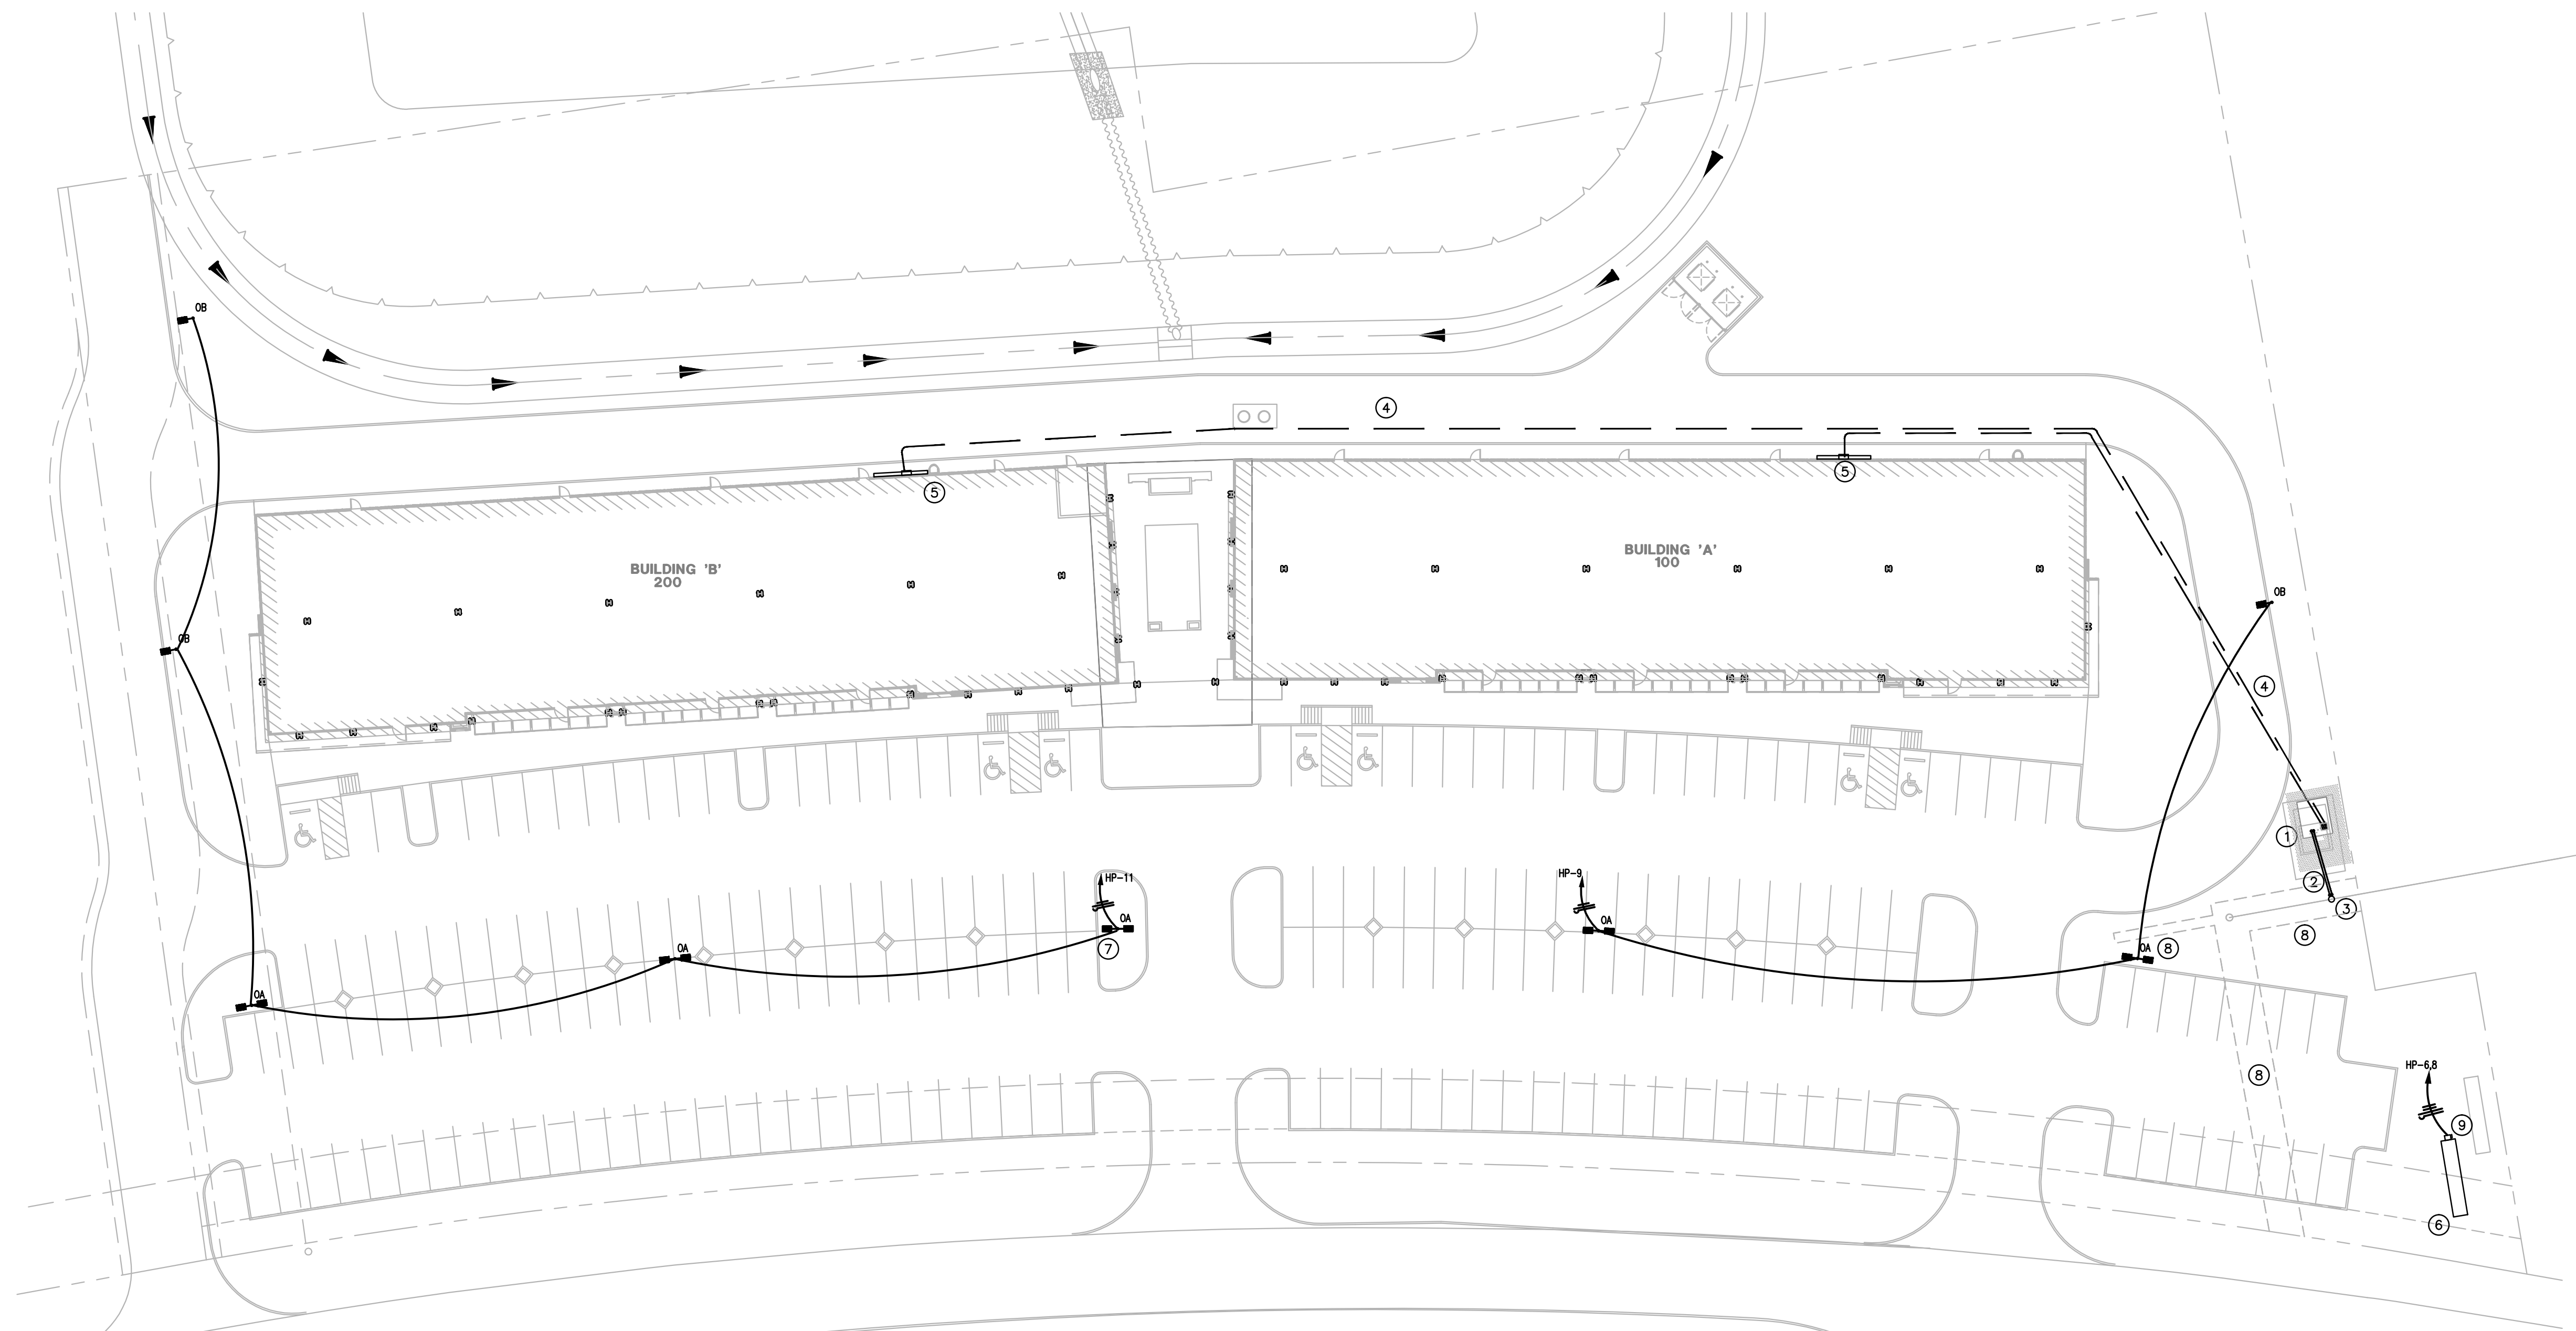 OB
4
5
5
BUILDING 'A'
100
BUILDING 'B'
200
OB
OB
4
1
HP-11
HP-9
2
3
OA
OA
7
8
8
OA
OA
OA
HP-6,8
8
9
6